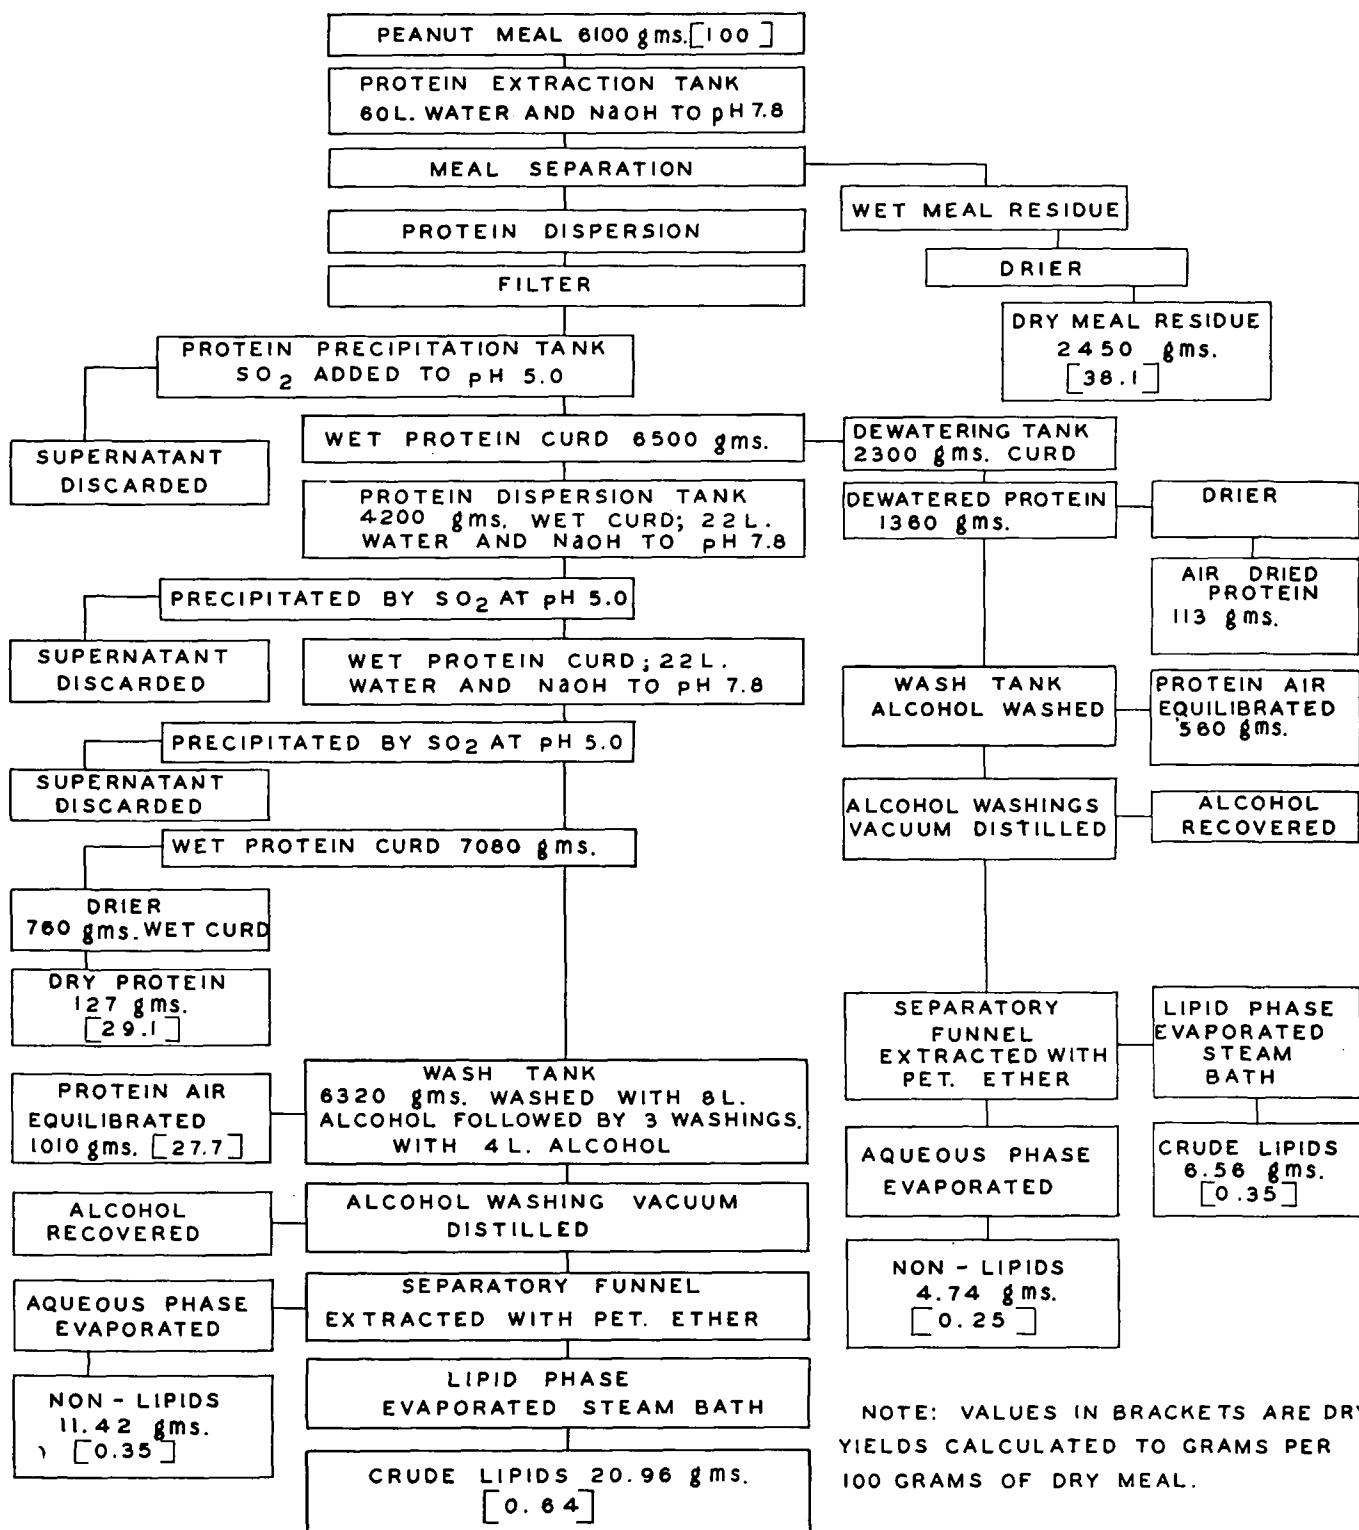 PEANUT MEAL 6100 gms. [100]
PROTEIN EXTRACTION TANK
60L. WATER AND NaOH TO pH 7.8
MEAL SEPARATION
WET MEAL RESIDUE
PROTEIN DISPERSION
DRIER
FILTER
DRY MEAL RESIDUE
2450 gms.
[38.1]
PROTEIN PRECIPITATION TANK
SO2 ADDED TO pH 5.0
SUPERNATANT
DISCARDED
WET PROTEIN CURD 6500 gms.
DEWATERING TANK
2300 gms. CURD
PROTEIN DISPERSION TANK
4200 gms. WET CURD; 22L.
WATER AND NaOH TO pH 7.8
DEWATERED PROTEIN
1360 gms.
DRIER
AIR DRIED
PROTEIN
113 gms.
PRECIPITATED BY SO2 AT pH 5.0
SUPERNATANT
DISCARDED
WET PROTEIN CURD; 22L.
WATER AND NaOH TO pH 7.8
WASH TANK
ALCOHOL WASHED
PROTEIN AIR
EQUILIBRATED
560 gms.
PRECIPITATED BY SO2 AT pH 5.0
SUPERNATANT
DISCARDED
ALCOHOL WASHINGS
VACUUM DISTILLED
ALCOHOL
RECOVERED
WET PROTEIN CURD 7080 gms.
DRIER
760 gms. WET CURD
DRY PROTEIN
127 gms.
[29.1]
SEPARATORY
FUNNEL
EXTRACTED WITH
PET. ETHER
LIPID PHASE
EVAPORATED
STEAM
BATH
PROTEIN AIR
EQUILIBRATED
1010 gms. [27.7]
WASH TANK
6320 gms. WASHED WITH 8L.
ALCOHOL FOLLOWED BY 3 WASHINGS.
WITH 4L. ALCOHOL
AQUEOUS PHASE
EVAPORATED
CRUDE LIPIDS
6.56 gms.
[0.35]
ALCOHOL
RECOVERED
ALCOHOL WASHING VACUUM
DISTILLED
NON-LIPIDS
4.74 gms.
[0.25]
AQUEOUS PHASE
EVAPORATED
SEPARATORY FUNNEL
EXTRACTED WITH PET. ETHER
NON-LIPIDS
11.42 gms.
[0.35]
LIPID PHASE
EVAPORATED STEAM BATH
CRUDE LIPIDS 20.96 gms.
[0.64]
NOTE: VALUES IN BRACKETS ARE DRY
YIELDS CALCULATED TO GRAMS PER
100 GRAMS OF DRY MEAL.